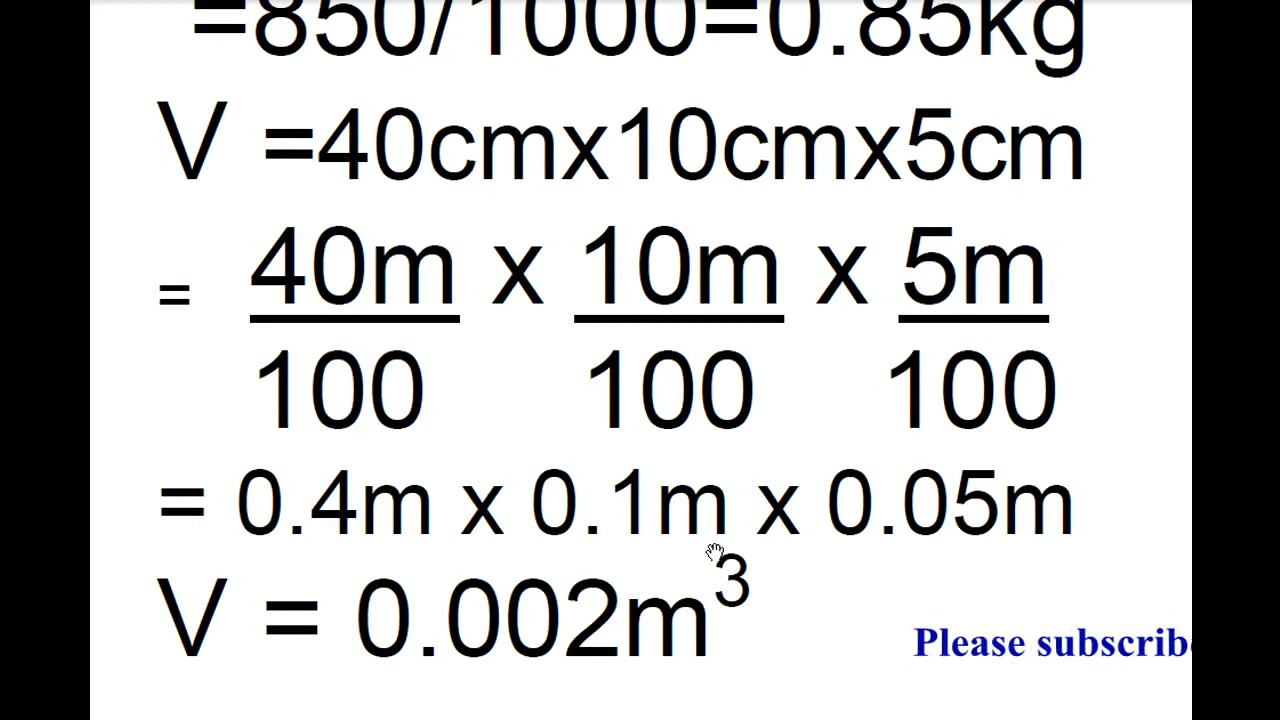 =850/1000=0.85kg
V =40cmx10cmx5cm
= 40m x 10m x 5m
100 100 100
= 0.4m x 0.1m x 0.05m
V = 0.002m³
Please subscribe